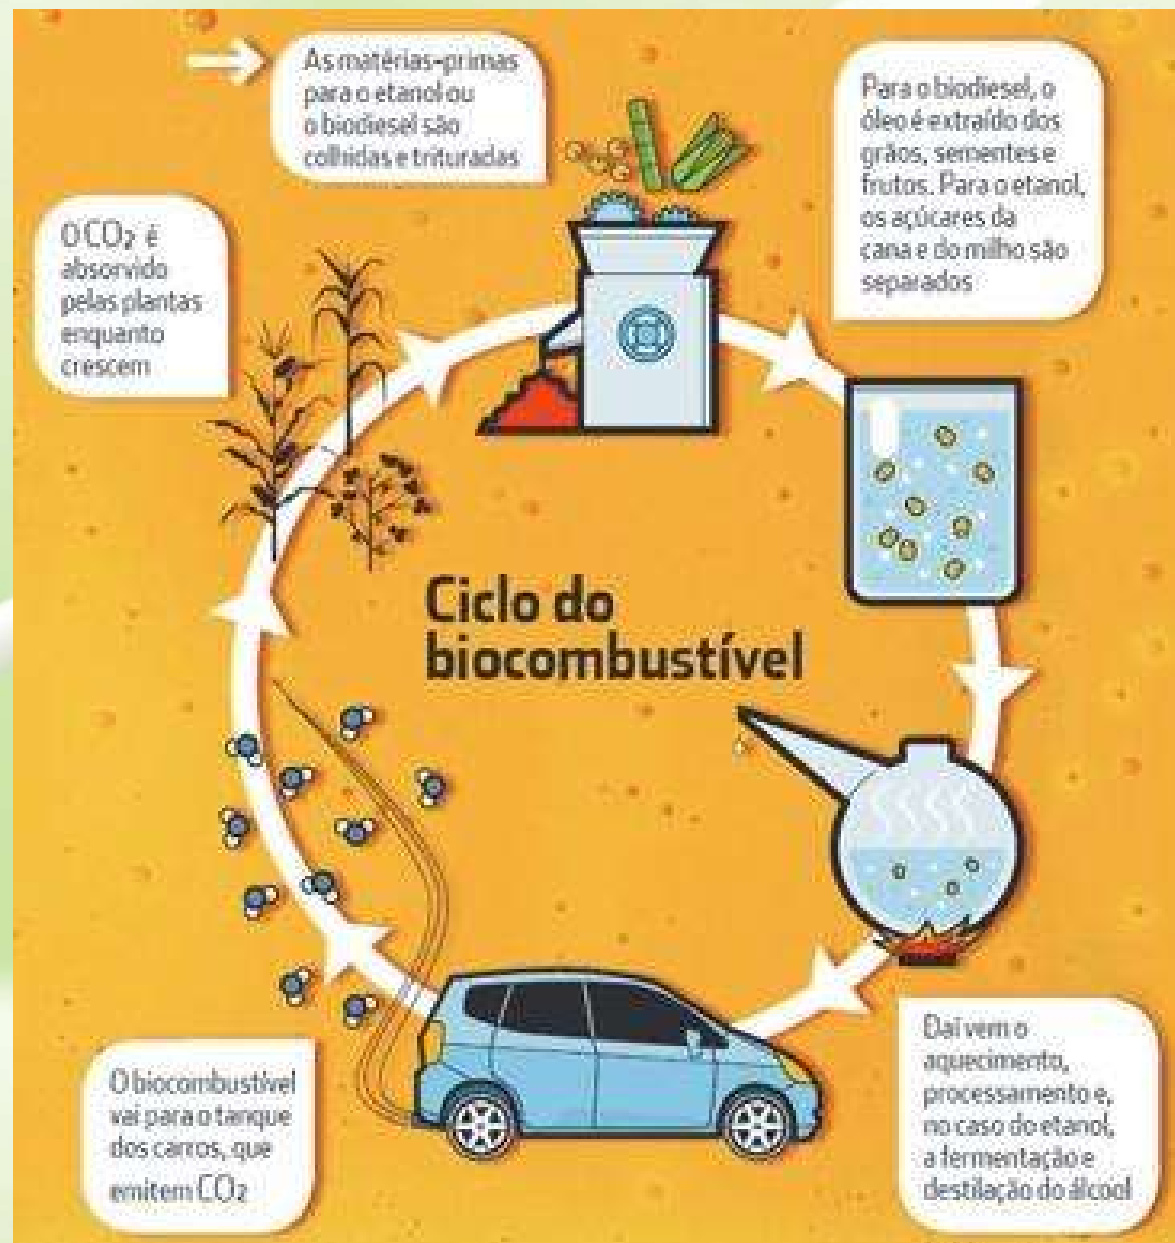 As matérias-primas
para o etanol ou
o biodiesel são
colhidas e trituradas
Para o biodiesel, o
óleo é extraído dos
grãos, sementes e
frutos. Para o etanol,
os açúcares da
cana e do milho são
separados
O CO₂ é
absorvido
pelas plantas
enquanto
crescem
Ciclo do
biocombustível
Daí vem o
aquecimento,
processamento e,
no caso do etanol,
a fermentação e
destilação do álcool
O biocombustível
vai para o tanque
dos carros, que
emitem CO₂